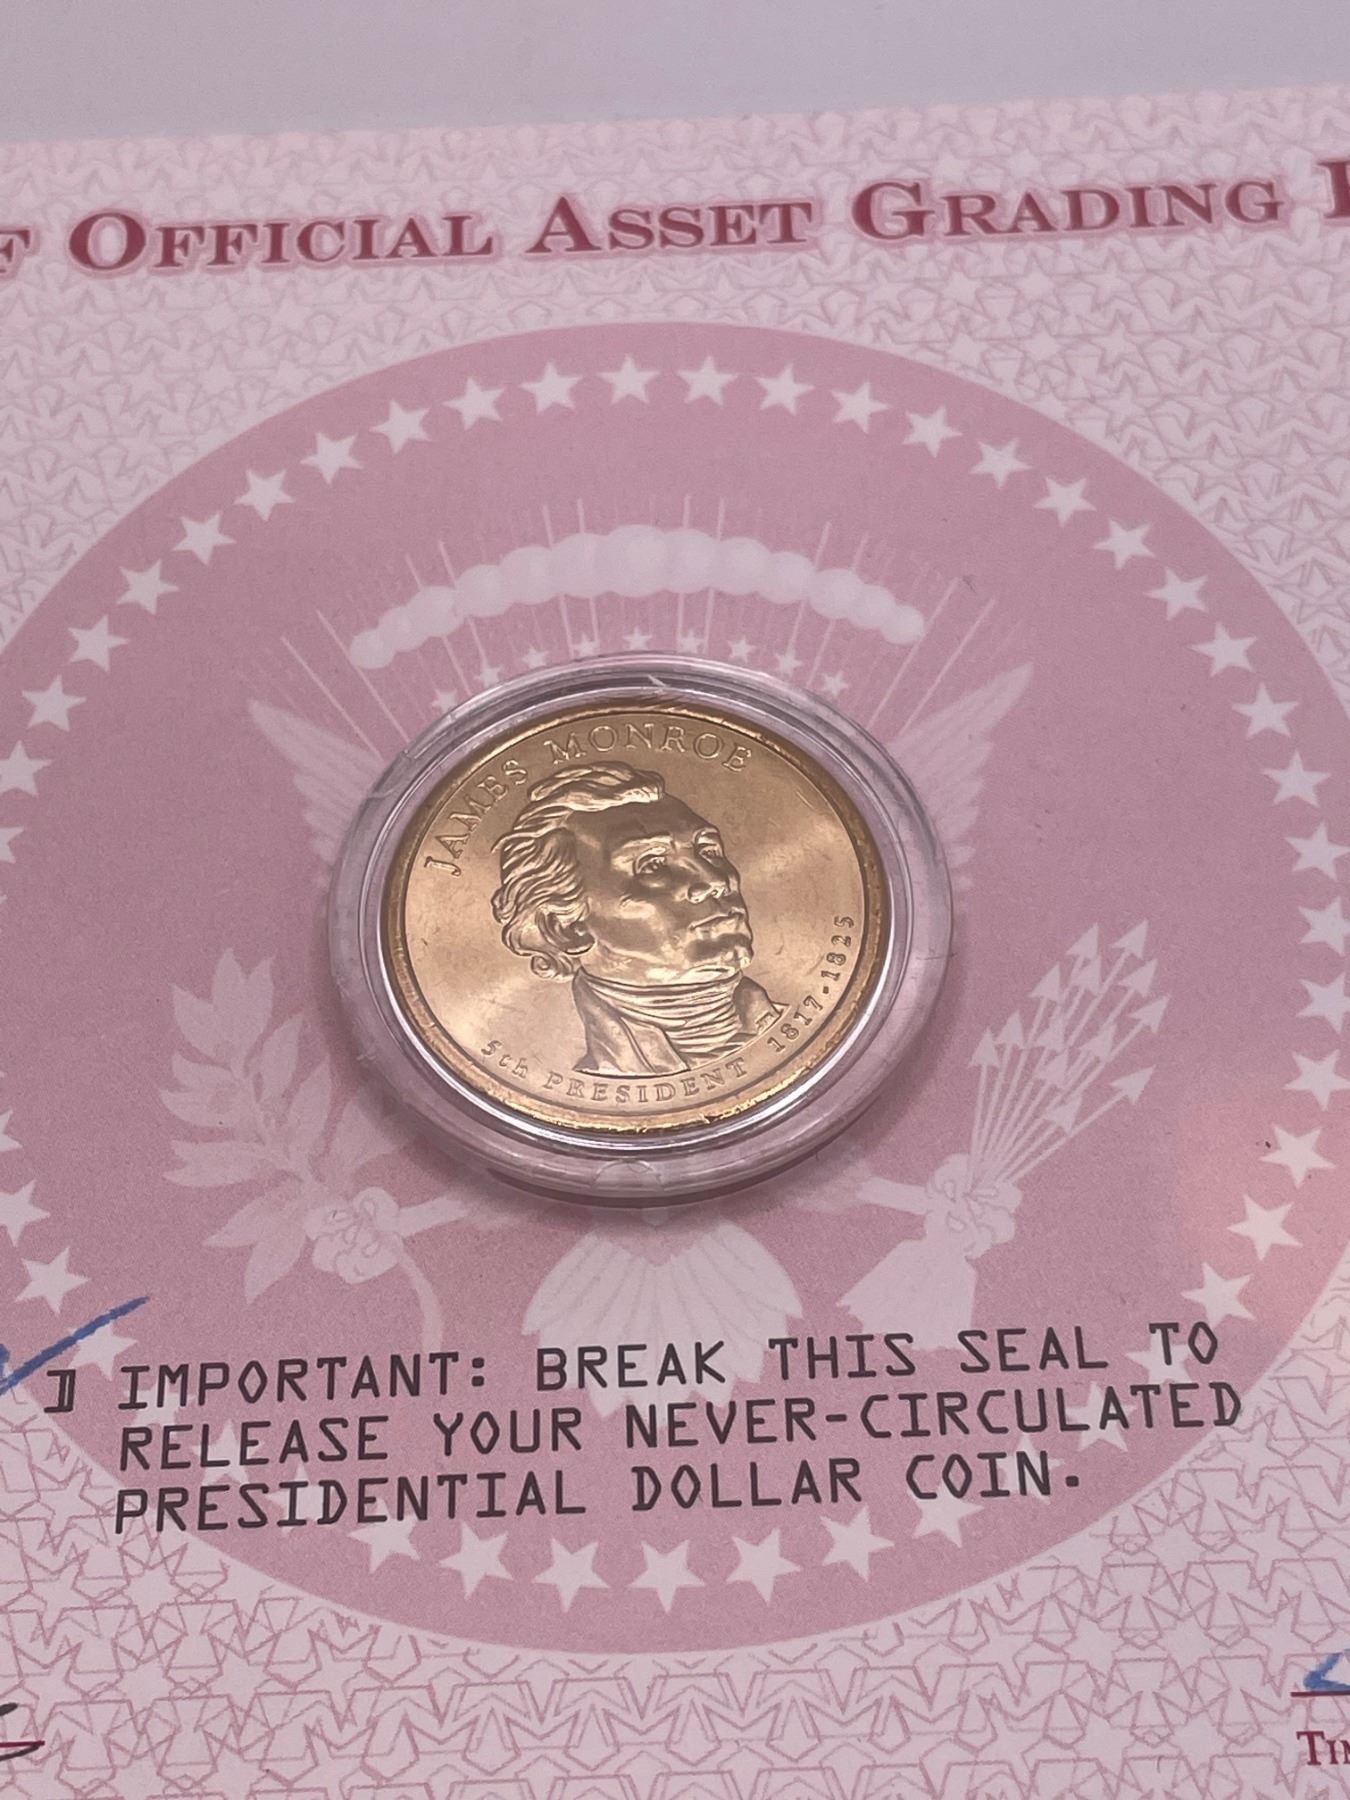 OFFICIAL ASSET GRADING
JAMES MONROE
5th PRESIDENT 1817-1825
IMPORTANT: BREAK THIS SEAL TO
RELEASE YOUR NEVER-CIRCULATED
PRESIDENTIAL DOLLAR COIN.